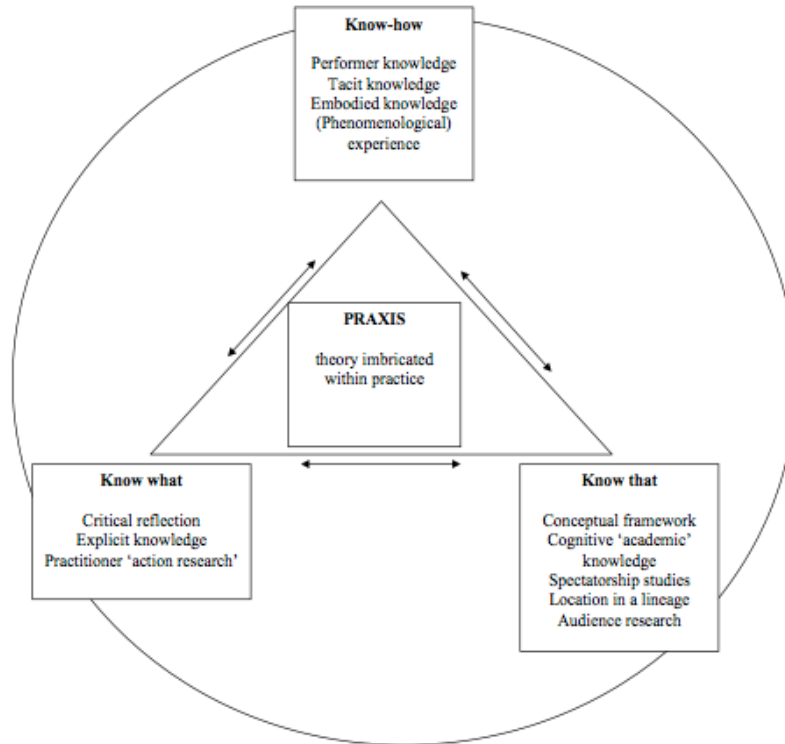 Know-how
Performer knowledge
Tacit knowledge
Embodied knowledge
(Phenomenological)
experience
PRAXIS
theory imbricated
within practice
Know what
Critical reflection
Explicit knowledge
Practitioner ‘action research’
Know that
Conceptual framework
Cognitive ‘academic’
knowledge
Spectatorship studies
Location in a lineage
Audience research